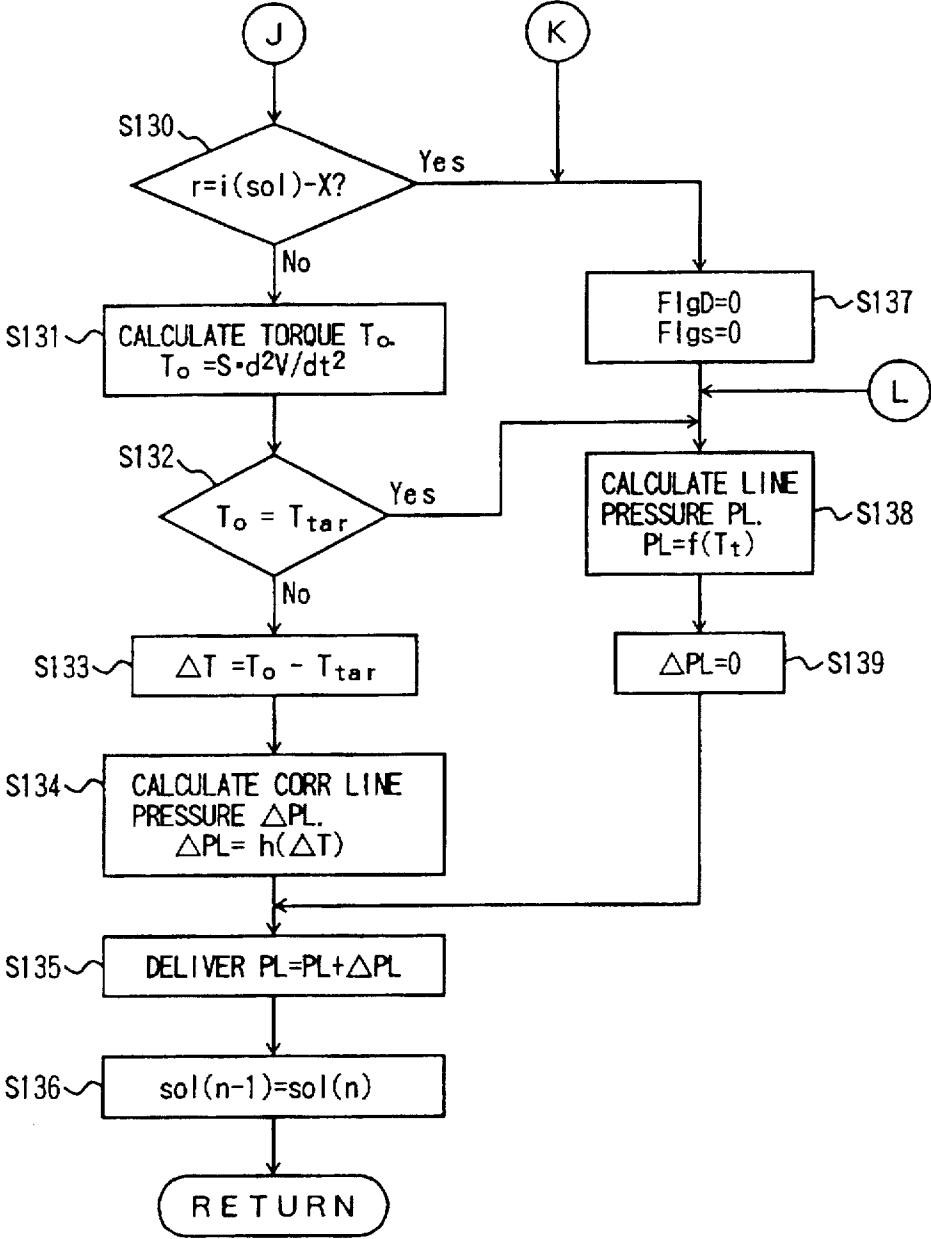 J
K
S130
r=i(sol)-X?
Yes
No
FlgD=0
Flgs=0
S137
S131
CALCULATE TORQUE To.
To =S•d2V/dt2
L
S132
To = Ttar
Yes
No
CALCULATE LINE
PRESSURE PL.
PL=f(Tt)
S138
S133
△T =To - Ttar
△PL=0
S139
S134
CALCULATE CORR LINE
PRESSURE △PL.
△PL= h(△T)
S135
DELIVER PL=PL+△PL
S136
sol(n-1)=sol(n)
RETURN